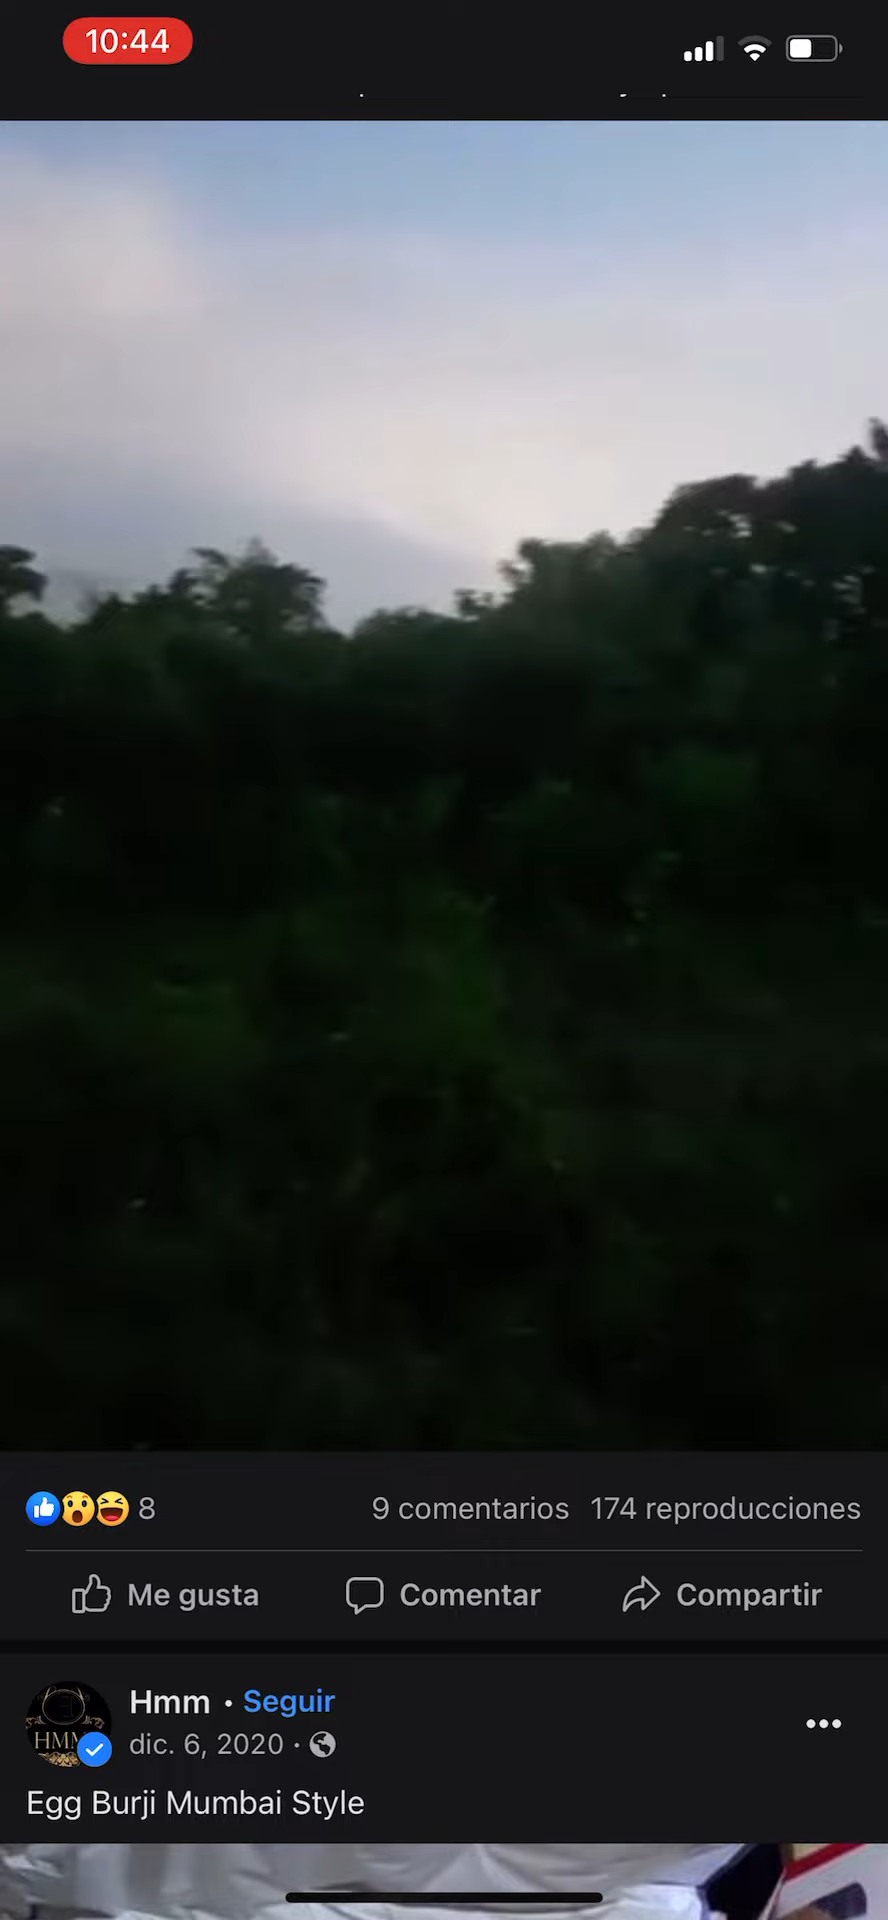 10:44
8 9 comentarios 174 reproducciones
Me gusta Comentar Compartir
Hmm • Seguir
HMM
dic. 6, 2020 •
Egg Burji Mumbai Style